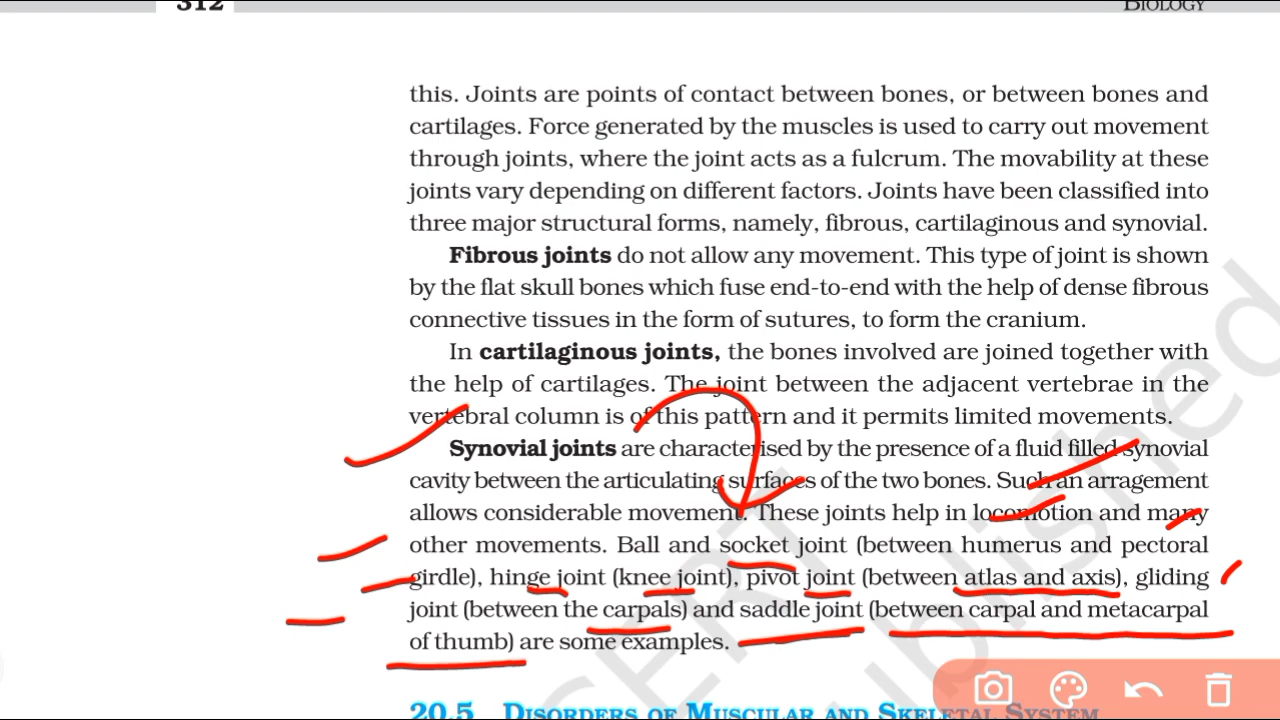 312
BIOLOGY
this. Joints are points of contact between bones, or between bones and
cartilages. Force generated by the muscles is used to carry out movement
through joints, where the joint acts as a fulcrum. The movability at these
joints vary depending on different factors. Joints have been classified into
three major structural forms, namely, fibrous, cartilaginous and synovial.
Fibrous joints do not allow any movement. This type of joint is shown
by the flat skull bones which fuse end-to-end with the help of dense fibrous
connective tissues in the form of sutures, to form the cranium.
In cartilaginous joints, the bones involved are joined together with
the help of cartilages. The joint between the adjacent vertebrae in the
vertebral column is of this pattern and it permits limited movements.
Synovial joints are characterised by the presence of a fluid filled synovial
cavity between the articulating surfaces of the two bones. Such an arragement
allows considerable movement. These joints help in locomotion and many
other movements. Ball and socket joint (between humerus and pectoral
girdle), hinge joint (knee joint), pivot joint (between atlas and axis), gliding
joint (between the carpals) and saddle joint (between carpal and metacarpal
of thumb) are some examples.
20.5 DISORDERS OF MUSCULAR AND SKELETAL SYSTEM